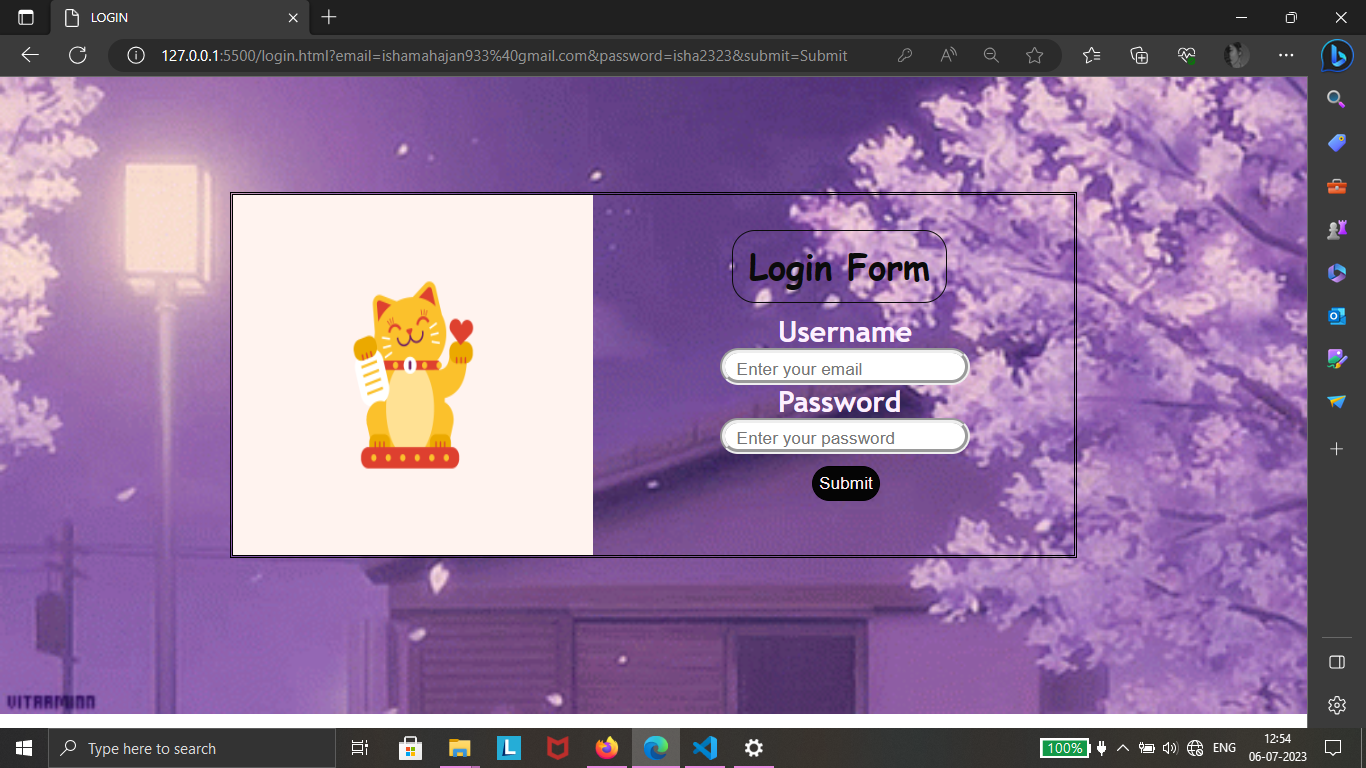 LOGIN
127.0.0.1:5500/login.html?email=ishamahajan933%40gmail.com&password=isha2323&submit=Submit
Login Form
Username
Enter your email
Password
Enter your password
Submit
VITAAMINN
Type here to search
L
100%
ENG
12:54
06-07-2023